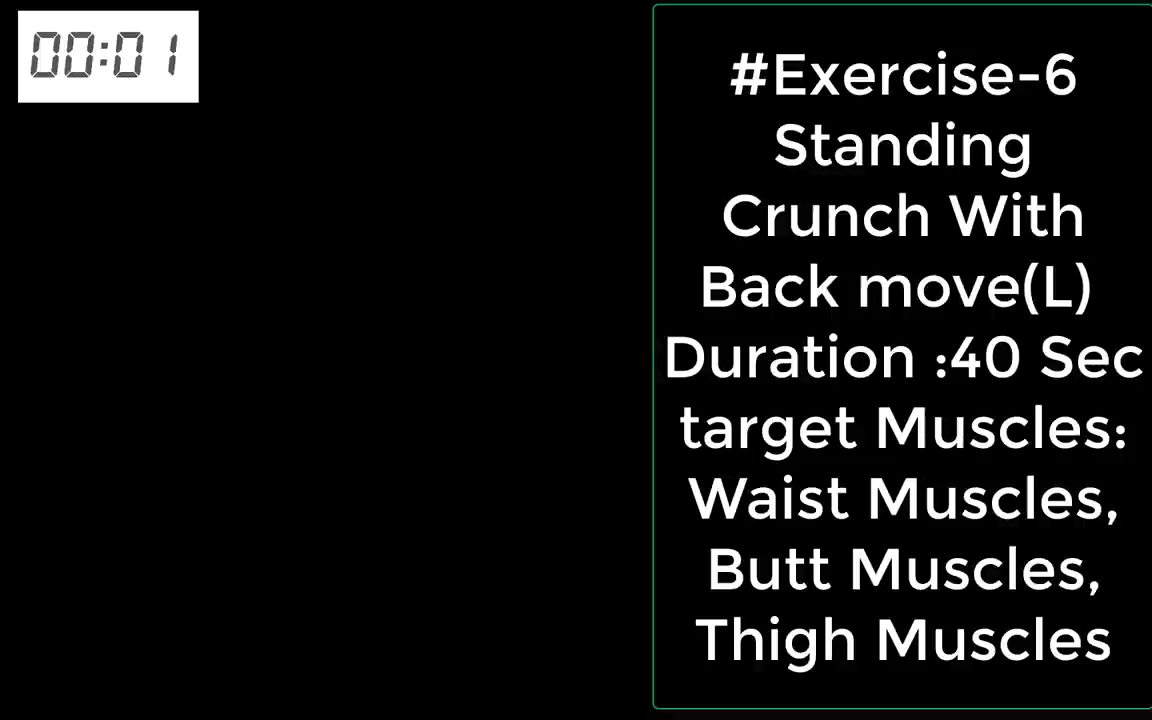 00:01
#Exercise-6
Standing
Crunch With
Back move(L)
Duration :40 Sec
target Muscles:
Waist Muscles,
Butt Muscles,
Thigh Muscles